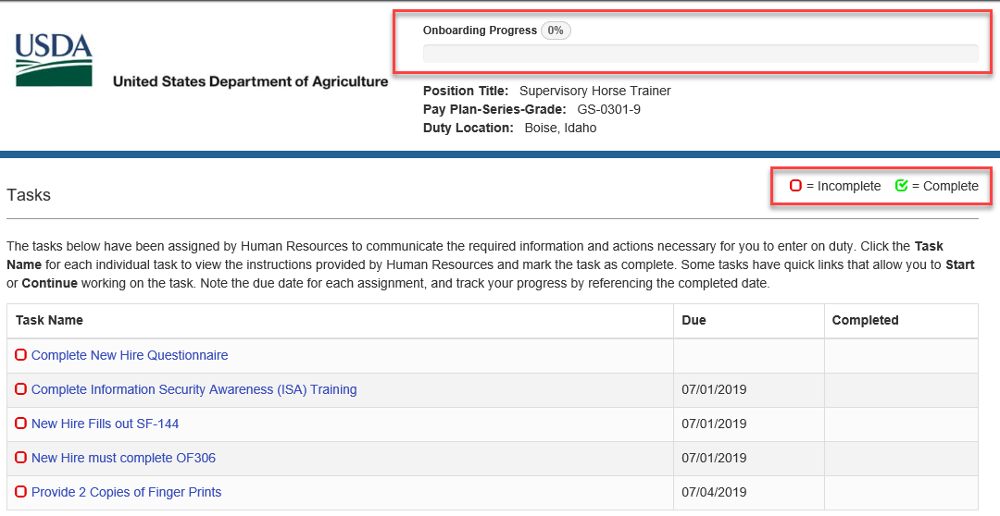 Onboarding Progress 0%
USDA
United States Department of Agriculture
Position Title: Supervisory Horse Trainer
Pay Plan-Series-Grade: GS-0301-9
Duty Location: Boise, Idaho
Tasks
= Incomplete = Complete
The tasks below have been assigned by Human Resources to communicate the required information and actions necessary for you to enter on duty. Click the Task
Name for each individual task to view the instructions provided by Human Resources and mark the task as complete. Some tasks have quick links that allow you to Start
or Continue working on the task. Note the due date for each assignment, and track your progress by referencing the completed date.
Task Name Due Completed
Complete New Hire Questionnaire
Complete Information Security Awareness (ISA) Training 07/01/2019
New Hire Fills out SF-144 07/01/2019
New Hire must complete OF306 07/01/2019
Provide 2 Copies of Finger Prints 07/04/2019